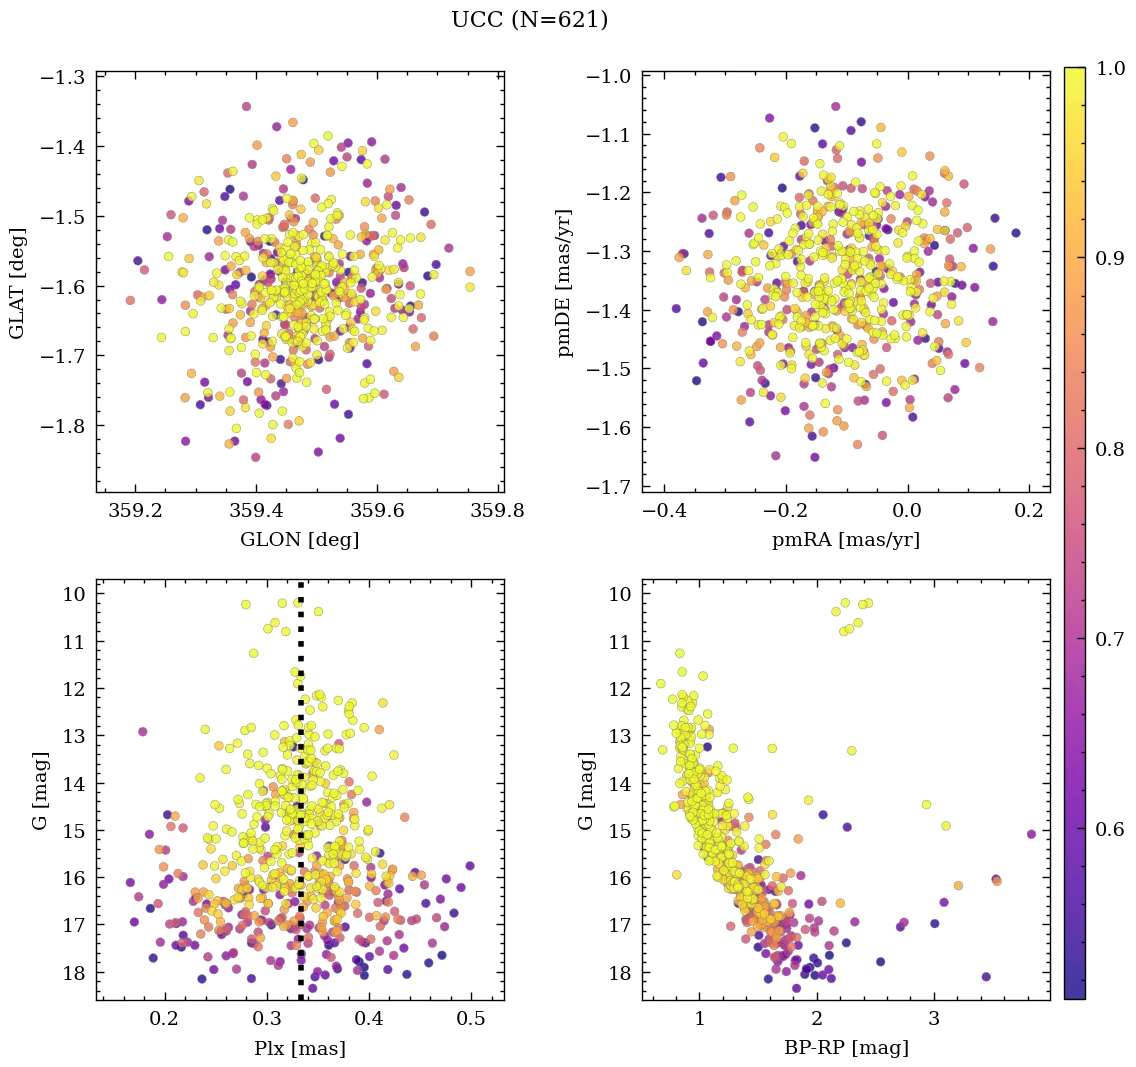 UCC (N=621)
−1.3
−1.4
−1.5
−1.6
−1.7
−1.8
GLAT [deg]
359.2 359.4 359.6 359.8
GLON [deg]
−1.0
−1.1
−1.2
−1.3
−1.4
−1.5
−1.6
−1.7
pmDE [mas/yr]
−0.4 −0.2 0.0 0.2
pmRA [mas/yr]
10
11
12
13
14
15
16
17
18
G [mag]
0.2 0.3 0.4 0.5
Plx [mas]
10
11
12
13
14
15
16
17
18
G [mag]
1 2 3
BP-RP [mag]
1.0
0.9
0.8
0.7
0.6